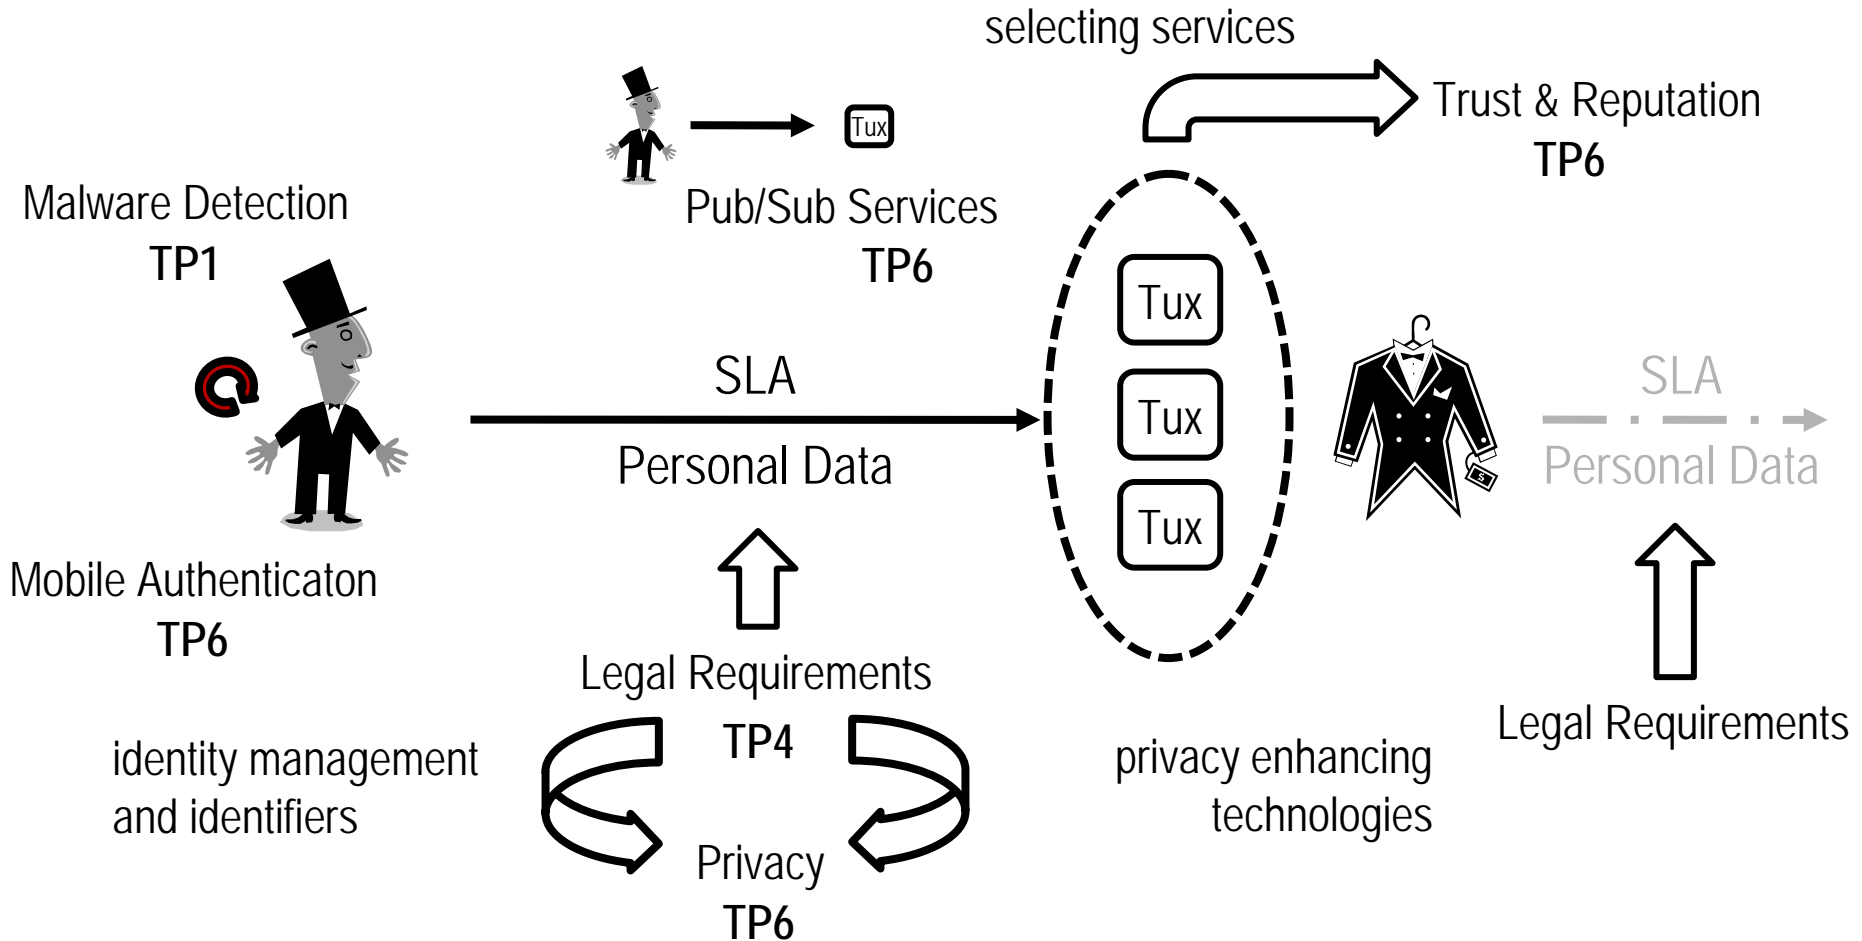 selecting services
Tux
Trust & Reputation
TP6
Malware Detection
TP1
Pub/Sub Services
TP6
Tux
Tux
Tux
SLA
Personal Data
$
SLA
Personal Data
Mobile Authenticaton
TP6
Legal Requirements
TP4
Legal Requirements
identity management
and identifiers
privacy enhancing
technologies
Privacy
TP6